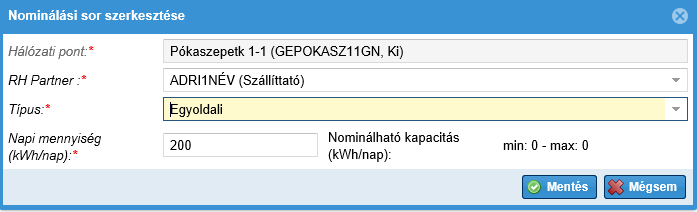 Nominálási sor szerkesztése
Hálózati pont:* Pókaszepetk 1-1 (GEPOKASZ11GN, Ki)
RH Partner :* ADRI1NÉV (Szállíttató)
Típus:* Egyoldali
Napi mennyiség (kWh/nap):* 200 Nominálható kapacitás (kWh/nap): min: 0 - max: 0
Mentés Mégsem